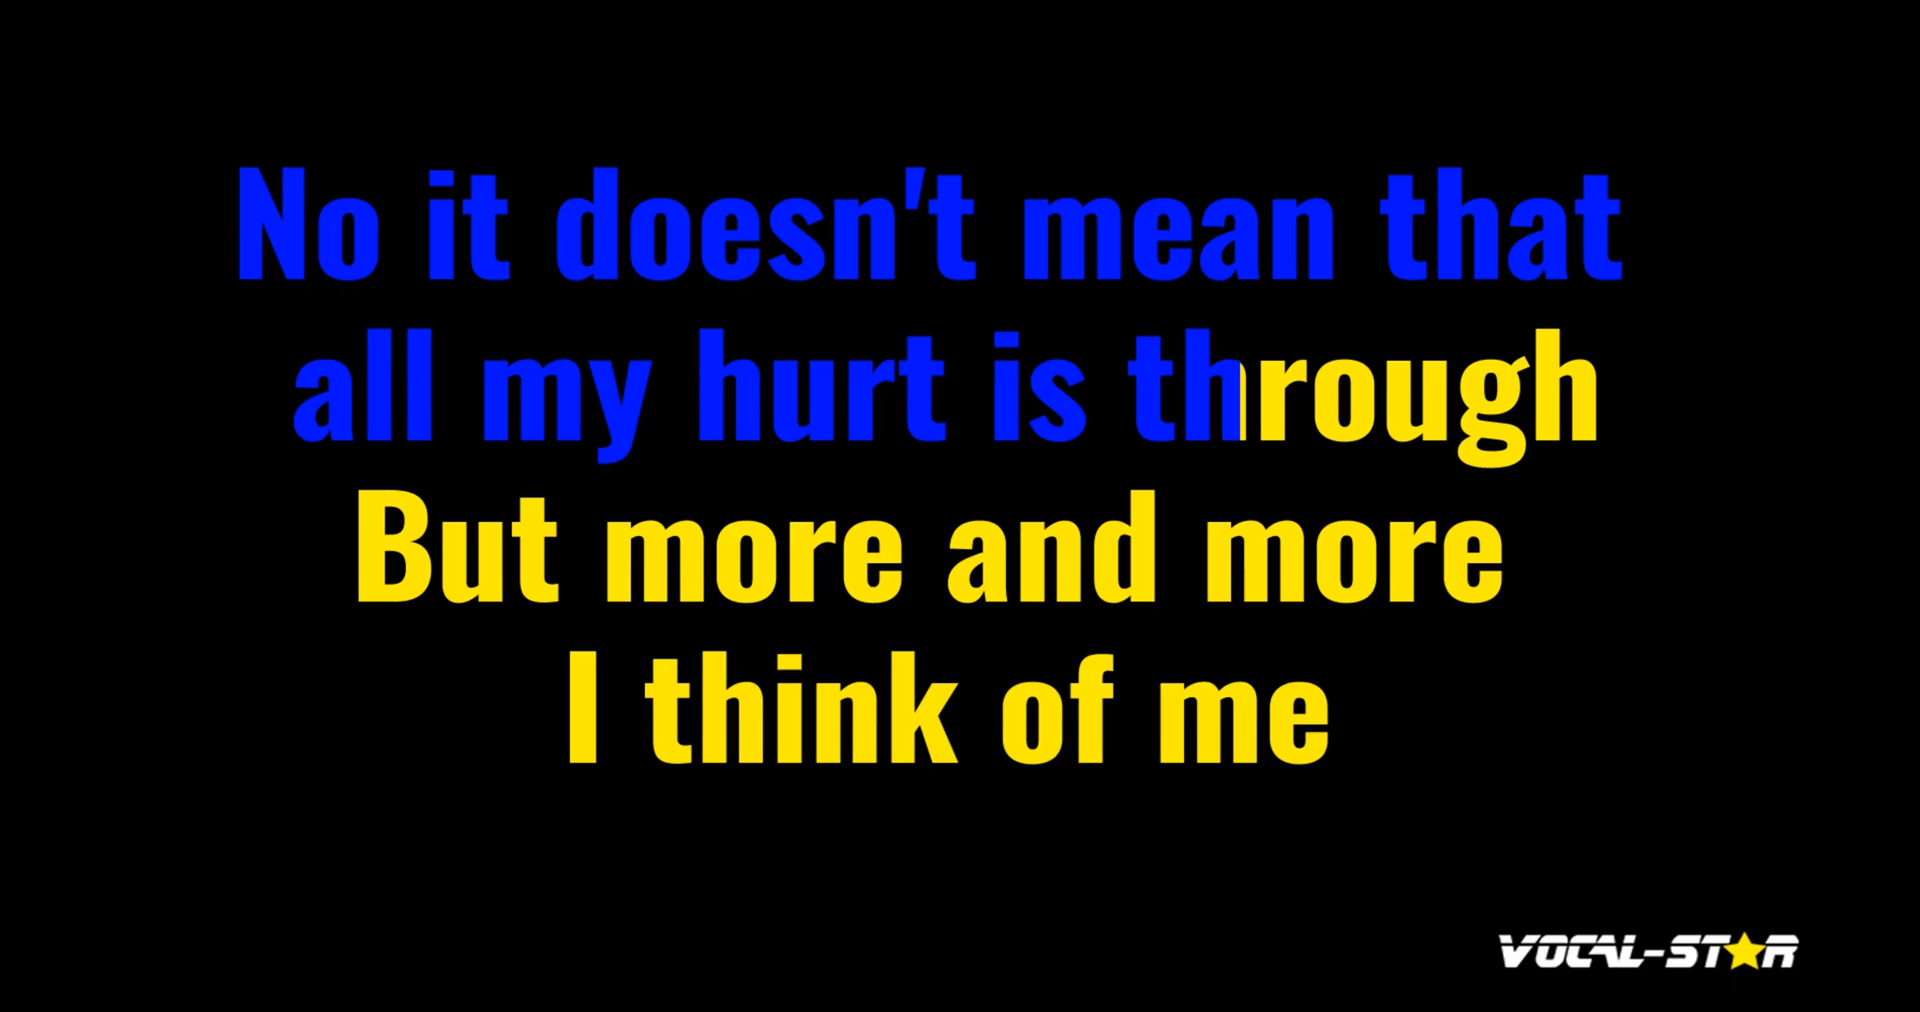 No it doesn't mean that
all my hurt is through
But more and more
I think of me
VOCAL-STAR